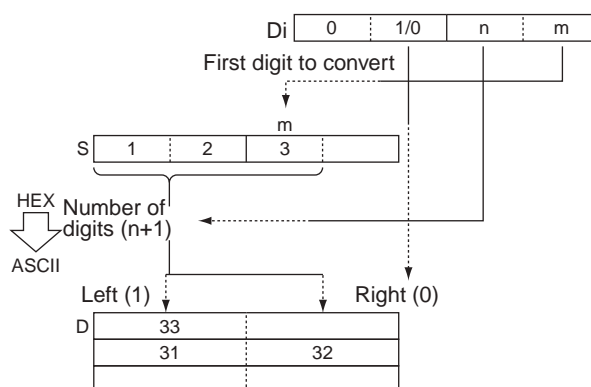 Di 0 1/0 n m
First digit to convert
m
S 1 2 3
HEX
Number of
digits (n+1)
ASCII
Left (1) Right (0)
D 33
31 32